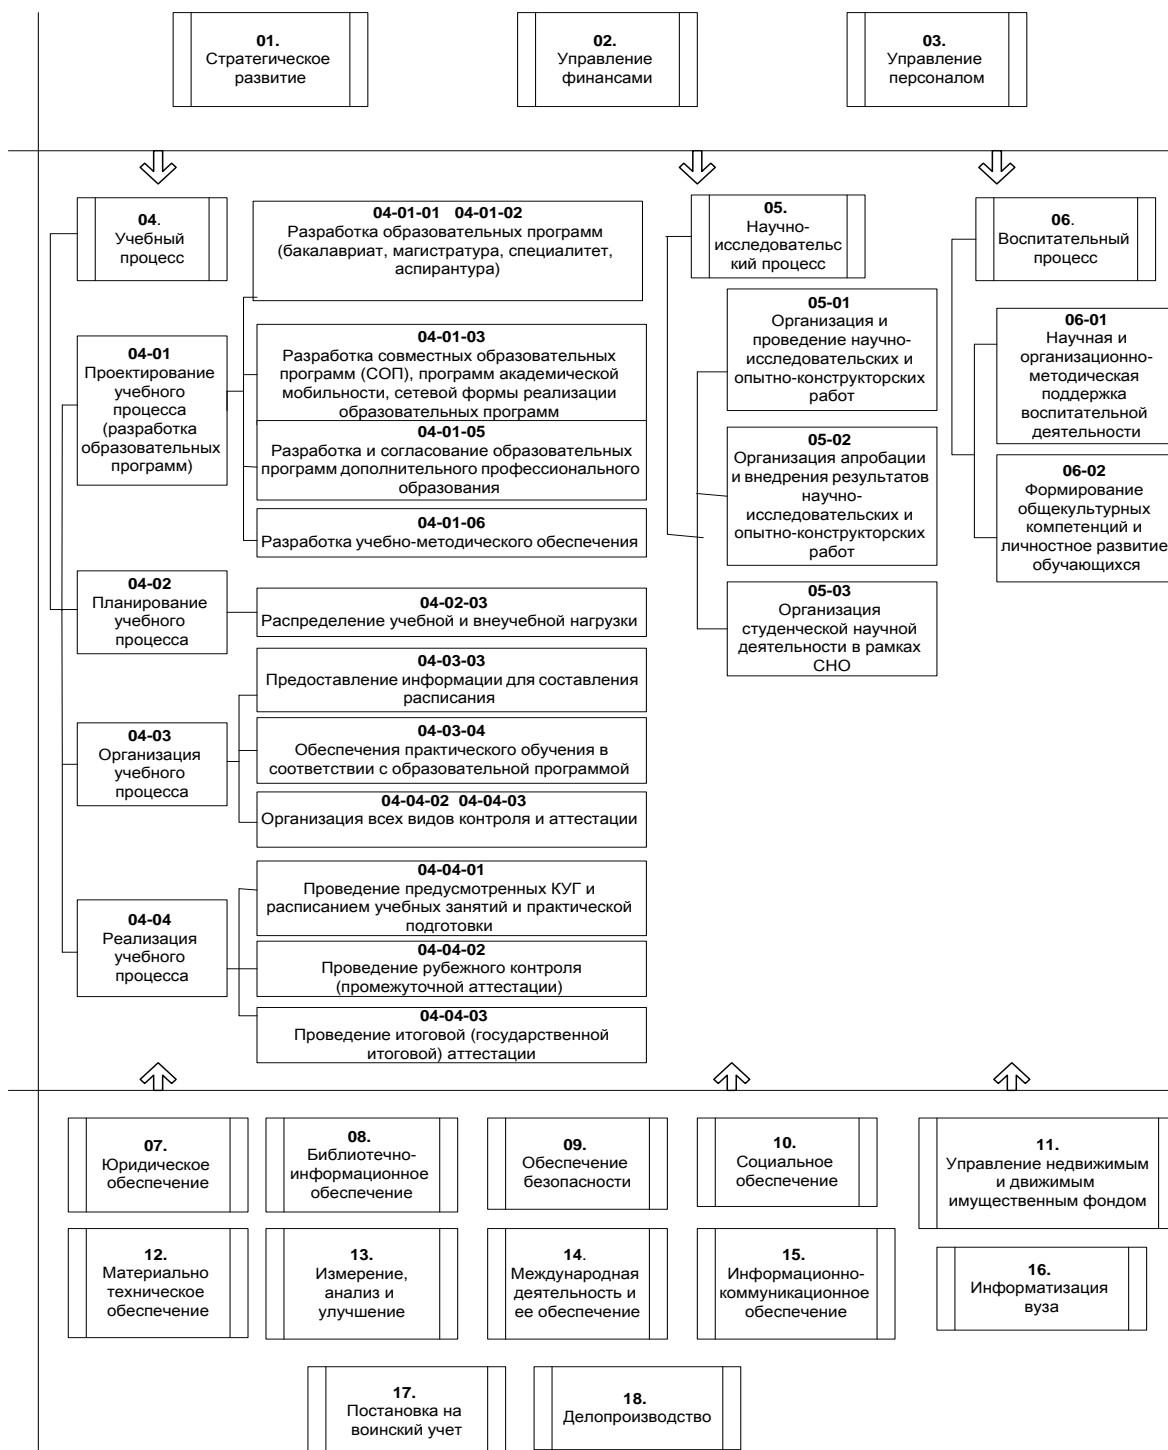 01.
Стратегическое
развитие
02.
Управление
финансами
03.
Управление
персоналом
04.
Учебный
процесс
04-01-01 04-01-02
Разработка образовательных программ
(бакалавриат, магистратура, специалитет,
аспирантура)
04-01
Проектирование
учебного
процесса
(разработка
образовательных
программ)
04-01-03
Разработка совместных образовательных
программ (СОП), программ академической
мобильности, сетевой формы реализации
образовательных программ
04-01-05
Разработка и согласование образовательных
программ дополнительного профессионального
образования
04-01-06
Разработка учебно-методического обеспечения
04-02
Планирование
учебного
процесса
04-02-03
Распределение учебной и внеучебной нагрузки
04-03
Организация
учебного
процесса
04-03-03
Предоставление информации для составления
расписания
04-03-04
Обеспечения практического обучения в
соответствии с образовательной программой
04-04-02 04-04-03
Организация всех видов контроля и аттестации
04-04
Реализация
учебного
процесса
04-04-01
Проведение предусмотренных КУГ и
расписанием учебных занятий и практической
подготовки
04-04-02
Проведение рубежного контроля
(промежуточной аттестации)
04-04-03
Проведение итоговой (государственной
итоговой) аттестации
05.
Научно-
исследовательс
кий процесс
05-01
Организация и
проведение научно-
исследовательских и
опытно-конструкторских
работ
05-02
Организация апробации
и внедрения результатов
научно-
исследовательских и
опытно-конструкторских
работ
05-03
Организация
студенческой научной
деятельности в рамках
СНО
06.
Воспитательный
процесс
06-01
Научная и
организационно-
методическая
поддержка
воспитательной
деятельности
06-02
Формирование
общекультурных
компетенций и
личностное развитие
обучающихся
07.
Юридическое
обеспечение
08.
Библиотечно-
информационное
обеспечение
09.
Обеспечение
безопасности
10.
Социальное
обеспечение
11.
Управление недвижимым
и движимым
имущественным фондом
12.
Материально
техническое
обеспечение
13.
Измерение,
анализ и
улучшение
14.
Международная
деятельность и
ее обеспечение
15.
Информационно-
коммуникационное
обеспечение
16.
Информатизация
вуза
17.
Постановка на
воинский учет
18.
Делопроизводство